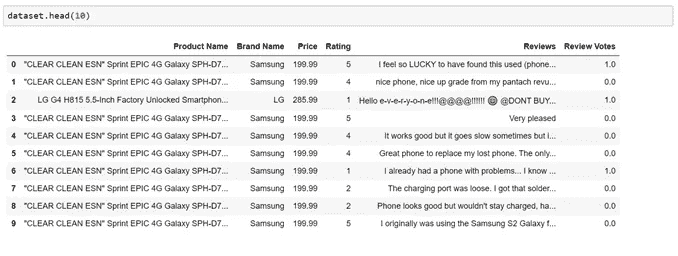 dataset.head(10)
Product Name Brand Name Price Rating Reviews Review Votes
0 "CLEAR CLEAN ESN" Sprint EPIC 4G Galaxy SPH-D7... Samsung 199.99 5 I feel so LUCKY to have found this used (phone... 1.0
1 "CLEAR CLEAN ESN" Sprint EPIC 4G Galaxy SPH-D7... Samsung 199.99 4 nice phone, nice up grade from my pantach revu... 0.0
2 LG G4 H815 5.5-Inch Factory Unlocked Smartphon... LG 285.99 1 Hello e-v-e-r-y-o-n-e!!!@@@@!!!!!! 😄 @DONT BUY... 1.0
3 "CLEAR CLEAN ESN" Sprint EPIC 4G Galaxy SPH-D7... Samsung 199.99 5 Very pleased 0.0
4 "CLEAR CLEAN ESN" Sprint EPIC 4G Galaxy SPH-D7... Samsung 199.99 4 It works good but it goes slow sometimes but i... 0.0
5 "CLEAR CLEAN ESN" Sprint EPIC 4G Galaxy SPH-D7... Samsung 199.99 4 Great phone to replace my lost phone. The only... 0.0
6 "CLEAR CLEAN ESN" Sprint EPIC 4G Galaxy SPH-D7... Samsung 199.99 1 I already had a phone with problems... I know ... 1.0
7 "CLEAR CLEAN ESN" Sprint EPIC 4G Galaxy SPH-D7... Samsung 199.99 2 The charging port was loose. I got that solder... 0.0
8 "CLEAR CLEAN ESN" Sprint EPIC 4G Galaxy SPH-D7... Samsung 199.99 2 Phone looks good but wouldn't stay charged, ha... 0.0
9 "CLEAR CLEAN ESN" Sprint EPIC 4G Galaxy SPH-D7... Samsung 199.99 5 I originally was using the Samsung S2 Galaxy f... 0.0